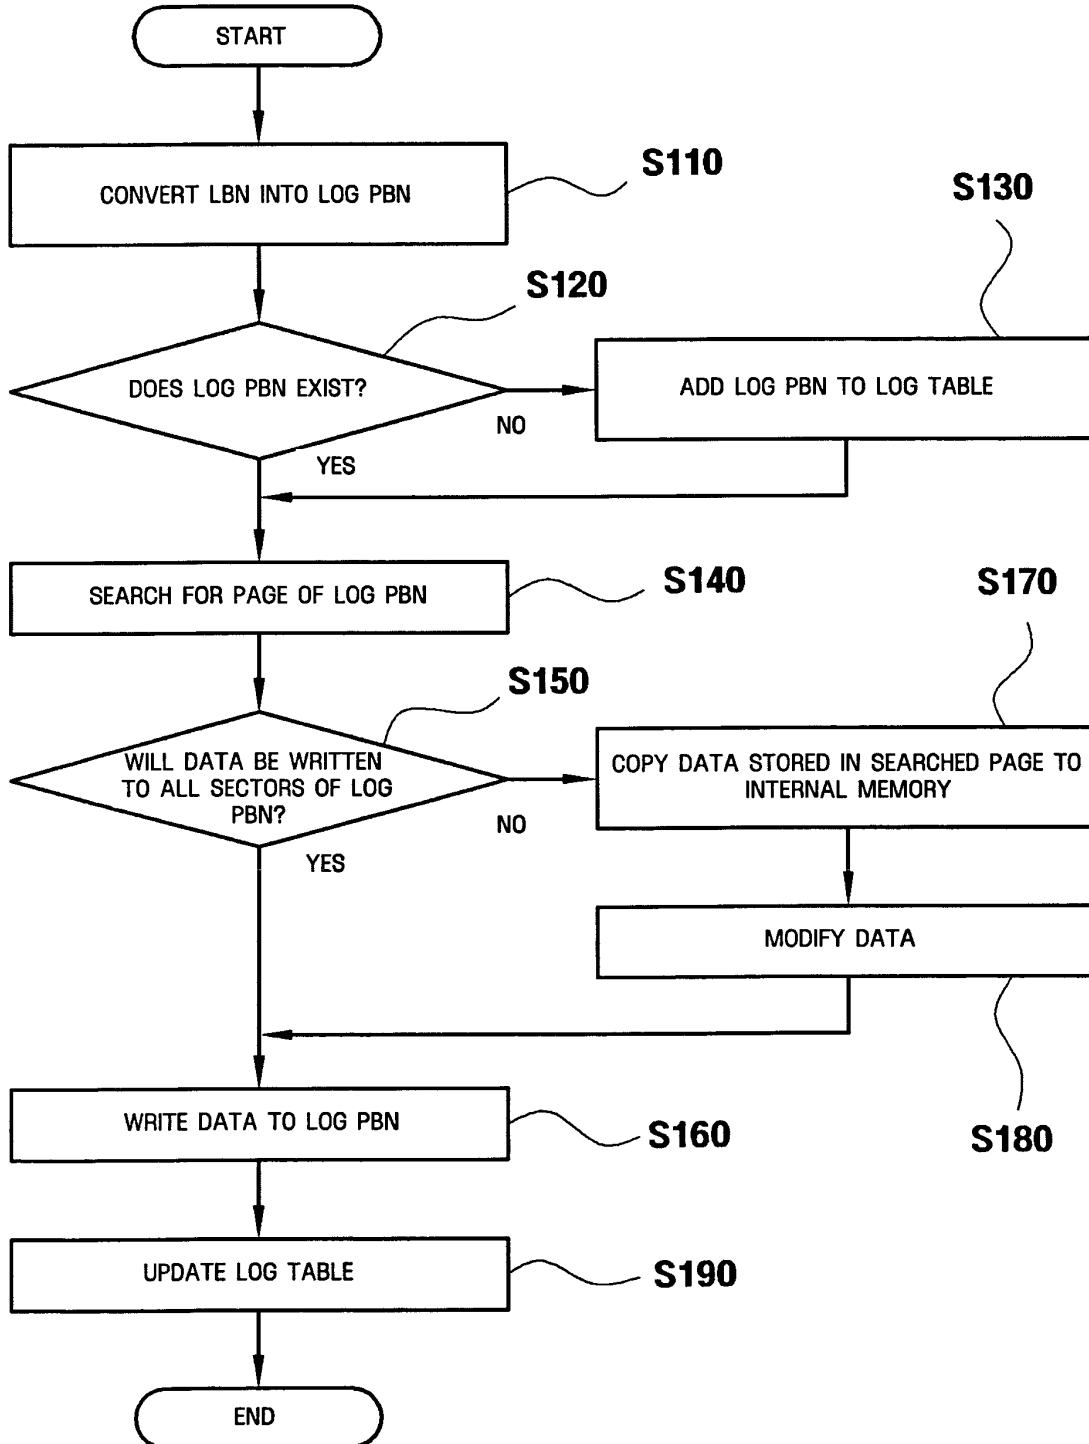 START
CONVERT LBN INTO LOG PBN
S110
S130
S120
DOES LOG PBN EXIST?
ADD LOG PBN TO LOG TABLE
NO
YES
SEARCH FOR PAGE OF LOG PBN
S140
S170
S150
WILL DATA BE WRITTEN
TO ALL SECTORS OF LOG
PBN?
COPY DATA STORED IN SEARCHED PAGE TO
INTERNAL MEMORY
NO
YES
MODIFY DATA
WRITE DATA TO LOG PBN
S160
S180
UPDATE LOG TABLE
S190
END